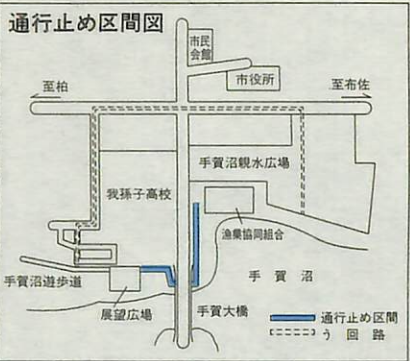 通行止め区間図
市民
会館
市役所
至柏
至布佐
手賀沼親水広場
我孫子高校
漁業協同組合
手賀沼遊歩道
手賀沼
展望広場
手賀大橋
通行止め区間
う回路